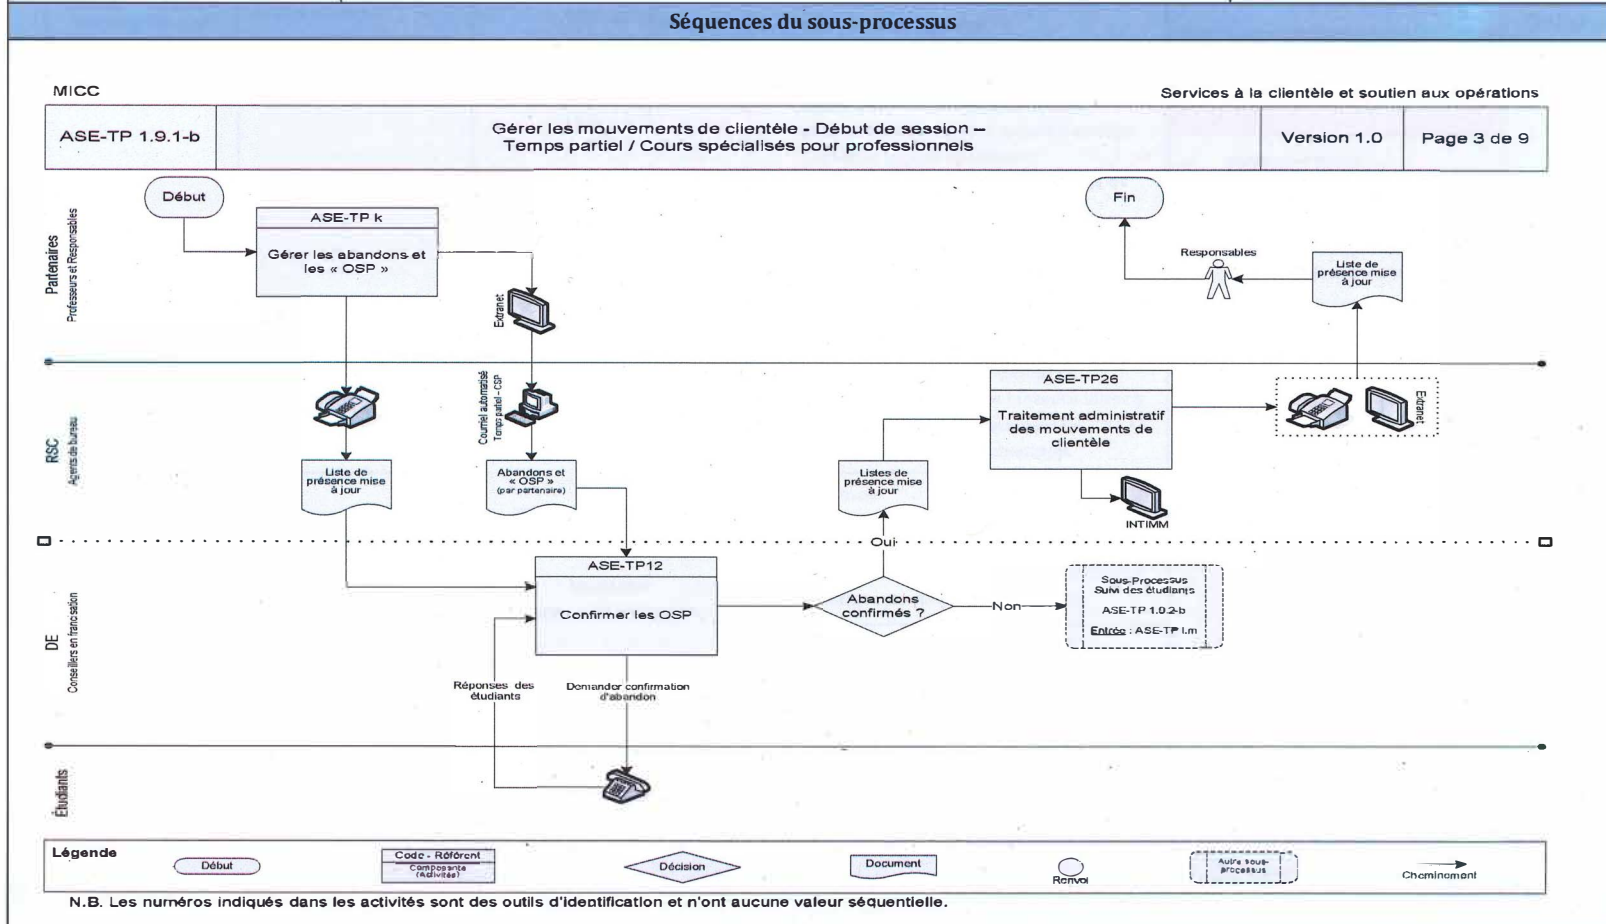 Séquences du sous-processus
MICC
Services à la clientèle et soutien aux opérations
ASE-TP 1.9.1-b
Gérer les mouvements de clientèle - Début de session –
Temps partiel / Cours spécialisés pour professionnels
Version 1.0
Page 3 de 9
Partenaires
Professeurs et Responsables
Début
ASE-TP k
Gérer les abandons et
les « OSP »
Extranet
Fin
Responsables
Liste de
présence mise
à jour
RSC
Agents de bureau
Courriel automatisé
Temps partiel – CSP
Liste de
présence mise
à jour
Abandons et
« OSP »
(par partenaire)
Listes de
présence mise
à jour
ASE-TP26
Traitement administratif
des mouvements de
clientèle
INTIMM
Extranet
Oui
DE
Conseillers en francisation
ASE-TP12
Confirmer les OSP
Abandons
confirmés ?
Non
Sous-Processus
Suivi des étudiants
ASE-TP 1.0.2-b
Entrée : ASE-TP l.m
Réponses des
étudiants
Demander confirmation
d'abandon
Étudiants
Légende
Début
Code - Référent
Composante
(Activités)
Décision
Document
Renvoi
Autre sous-
processus
Cheminement
N.B. Les numéros indiqués dans les activités sont des outils d'identification et n'ont aucune valeur séquentielle.